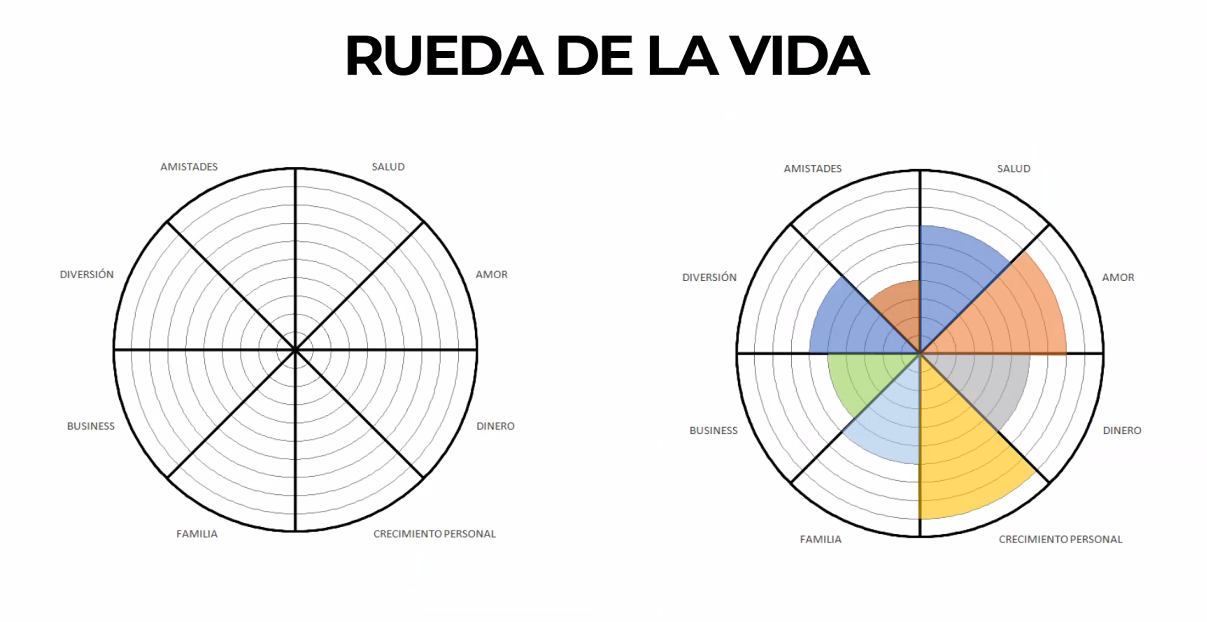 RUEDA DE LA VIDA
AMISTADES
SALUD
DIVERSIÓN
AMOR
BUSINESS
DINERO
FAMILIA
CRECIMIENTO PERSONAL
AMISTADES
SALUD
DIVERSIÓN
AMOR
BUSINESS
DINERO
FAMILIA
CRECIMIENTO PERSONAL